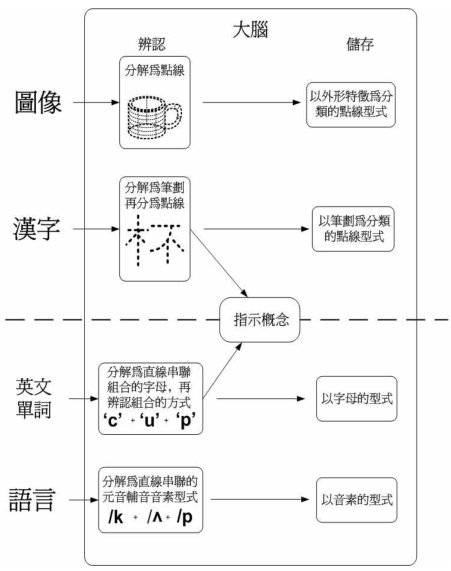 大腦
辨認
儲存
圖像
分解爲點線
以外形特徵爲分
類的點線型式
漢字
分解爲筆劃
再分爲點線
杯
以筆劃爲分類
的點線型式
指示概念
英文
單詞
分解爲直線串聯
組合的字母，再
辨認組合的方式
‘c’ + ‘u’ + ‘p’
以字母的型式
語言
分解爲直線串聯的
元音輔音音素型式
/k + /ʌ + /p
以音素的型式